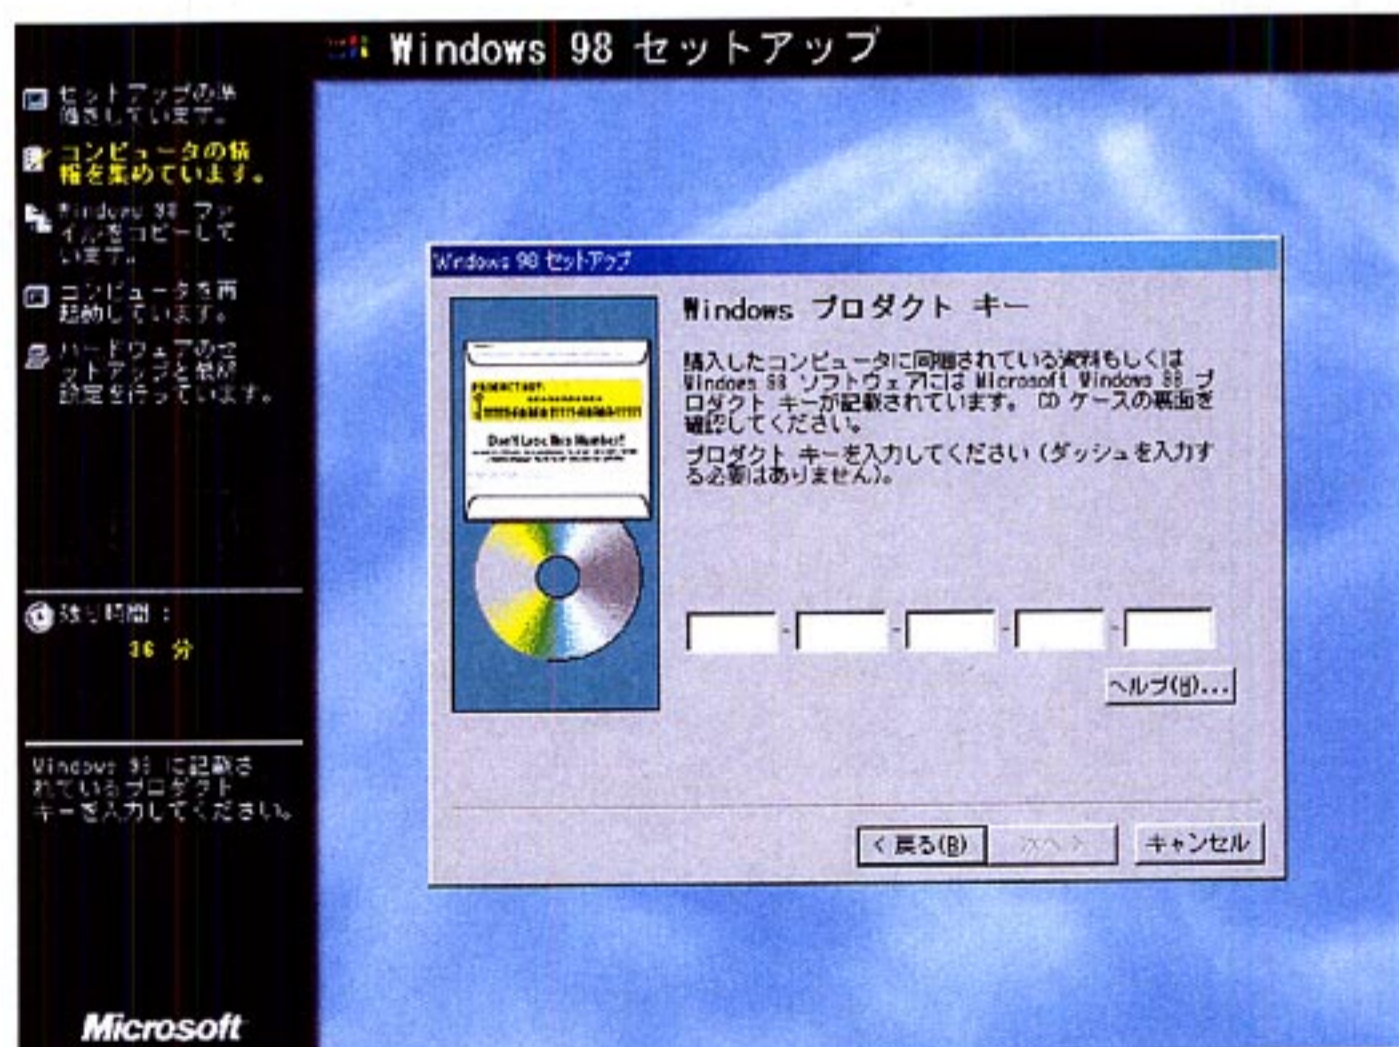 Windows 98 セットアップ
セットアップの準
備をしています。
コンピュータの情
報を集めています。
Windows 98 ファ
イルをコピーして
います。
コンピュータを再
起動しています。
ハードウェアのセ
ットアップと最終
設定を行っています。
残り時間 :
36 分
Windows 98 に記載さ
れているプロダクト
キーを入力してください。
Microsoft
Windows 98 セットアップ
PRODUCT KEY:
Don't Lose This Number!
Windows プロダクト キー
購入したコンピュータに同梱されている資料もしくは
Windows 98 ソフトウェアには Microsoft Windows 98 プ
ロダクト キーが記載されています。 CD ケースの裏面を
確認してください。
プロダクト キーを入力してください (ダッシュを入力す
る必要はありません)。
- - - -
ヘルプ(H)...
< 戻る(B)
次へ >
キャンセル